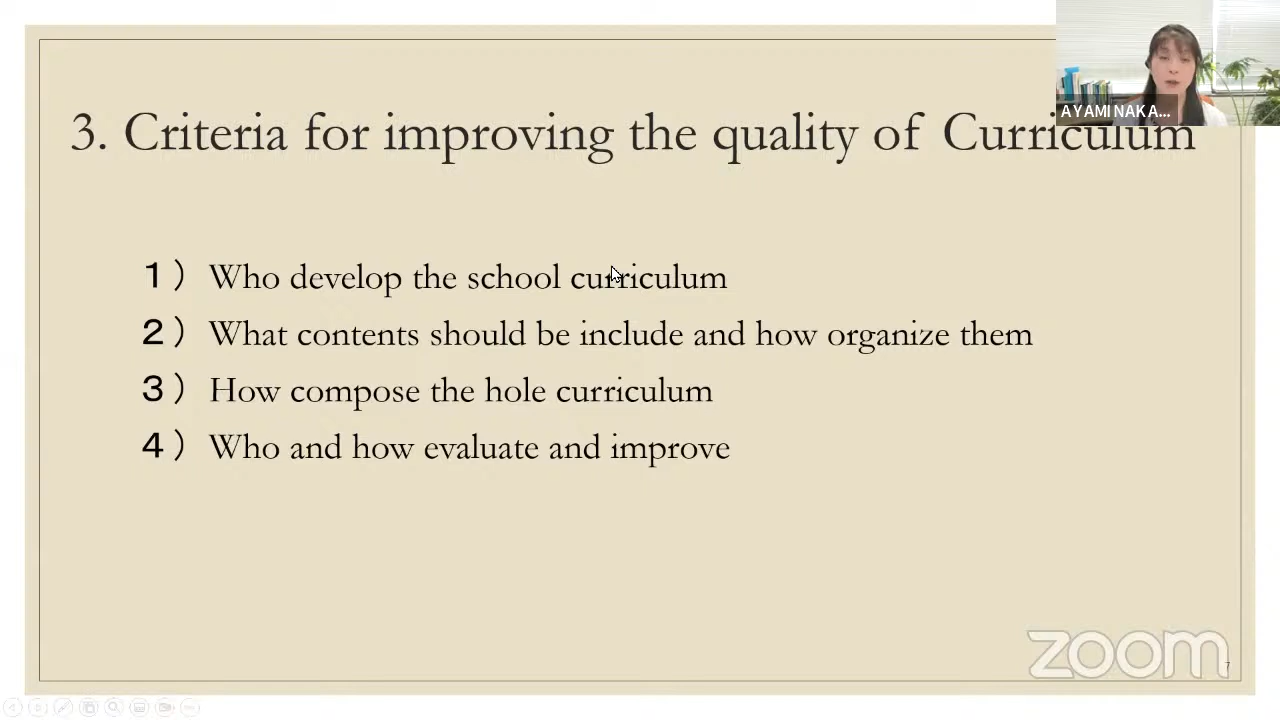 AYAMI NAKA...
3. Criteria for improving the quality of Curriculum
1）Who develop the school curriculum
2）What contents should be include and how organize them
3）How compose the hole curriculum
4）Who and how evaluate and improve
zoom
7